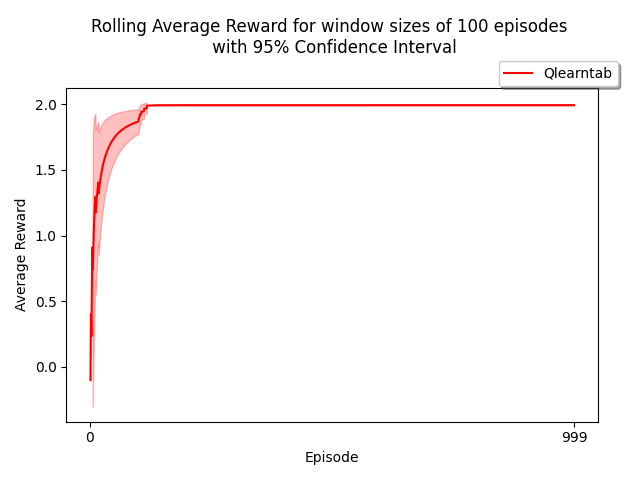 Rolling Average Reward for window sizes of 100 episodes
with 95% Confidence Interval
Qlearntab
2.0
1.5
1.0
0.5
0.0
Average Reward
0
999
Episode